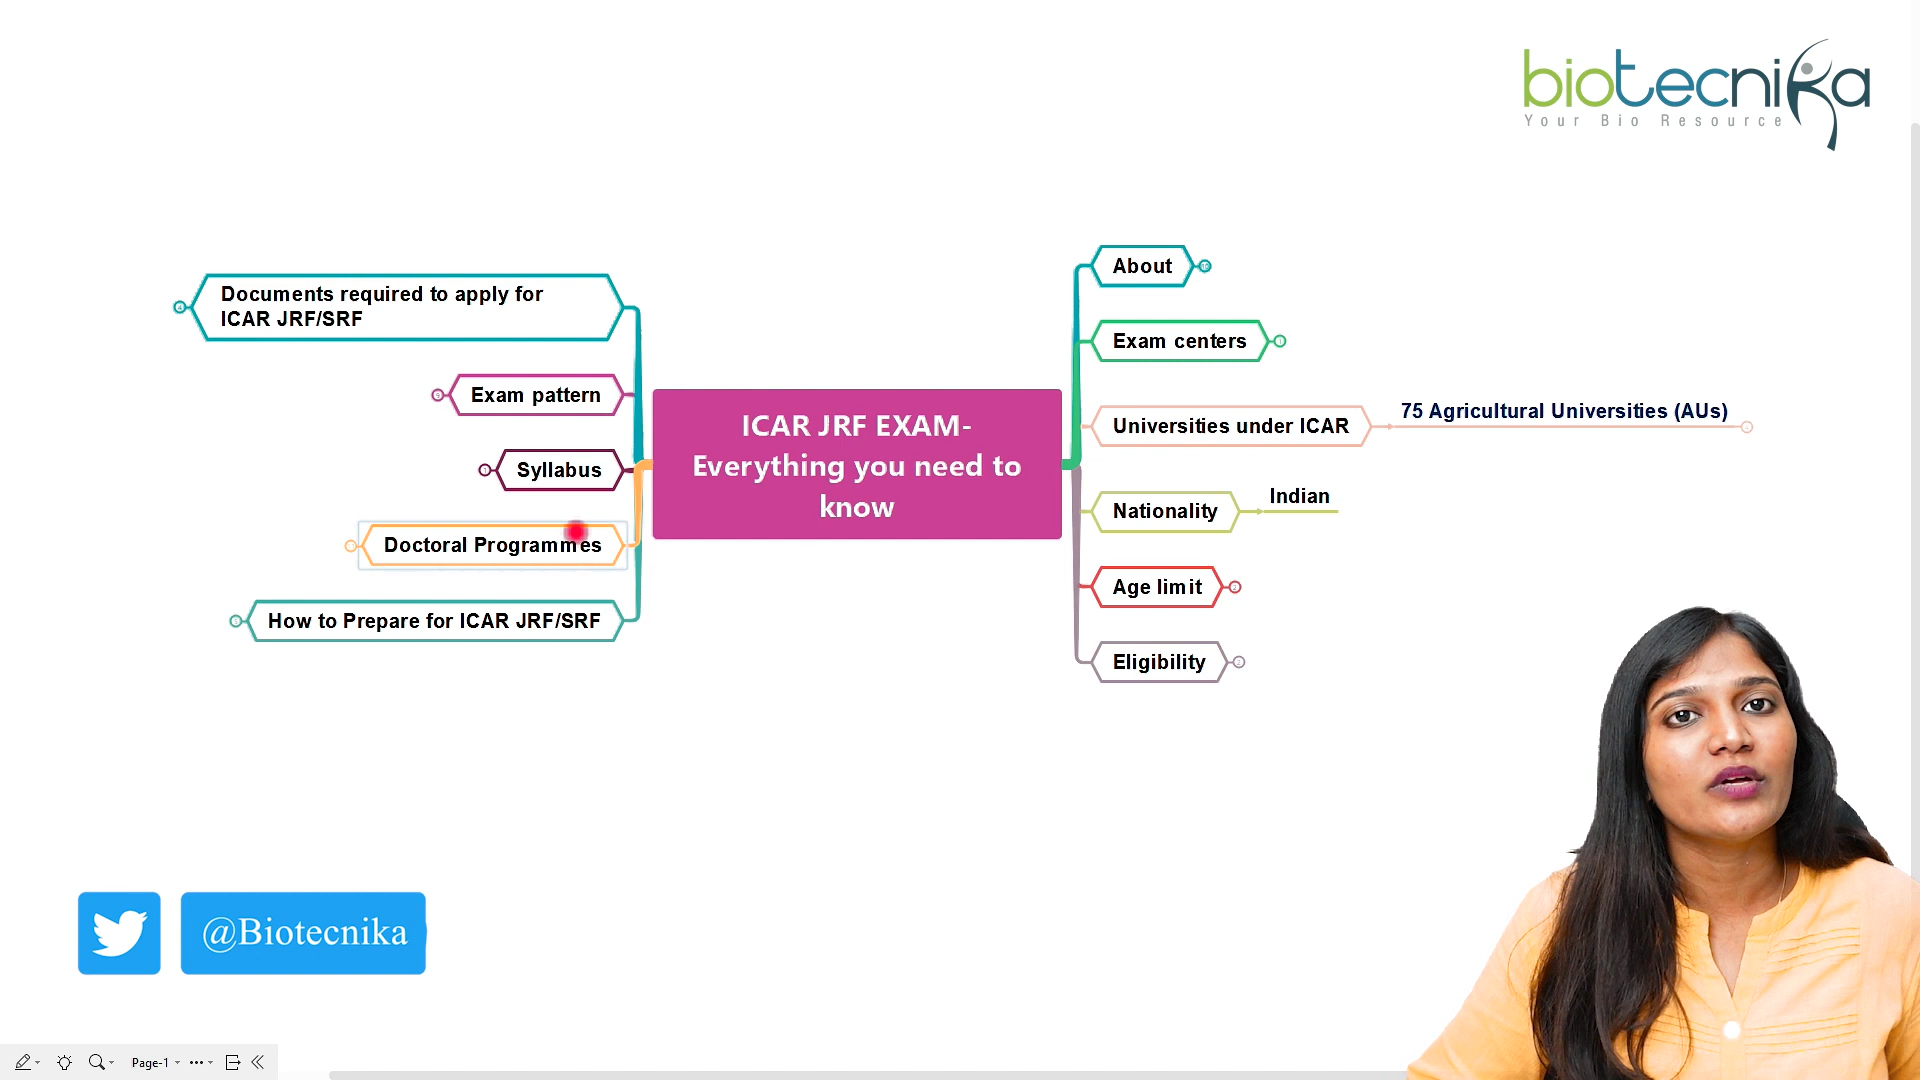 biotecnika
Your Bio Resource
Documents required to apply for
ICAR JRF/SRF
Exam pattern
Syllabus
Doctoral Programmes
How to Prepare for ICAR JRF/SRF
ICAR JRF EXAM-
Everything you need to
know
About
Exam centers
Universities under ICAR
75 Agricultural Universities (AUs)
Nationality
Indian
Age limit
Eligibility
@Biotecnika
Page-1